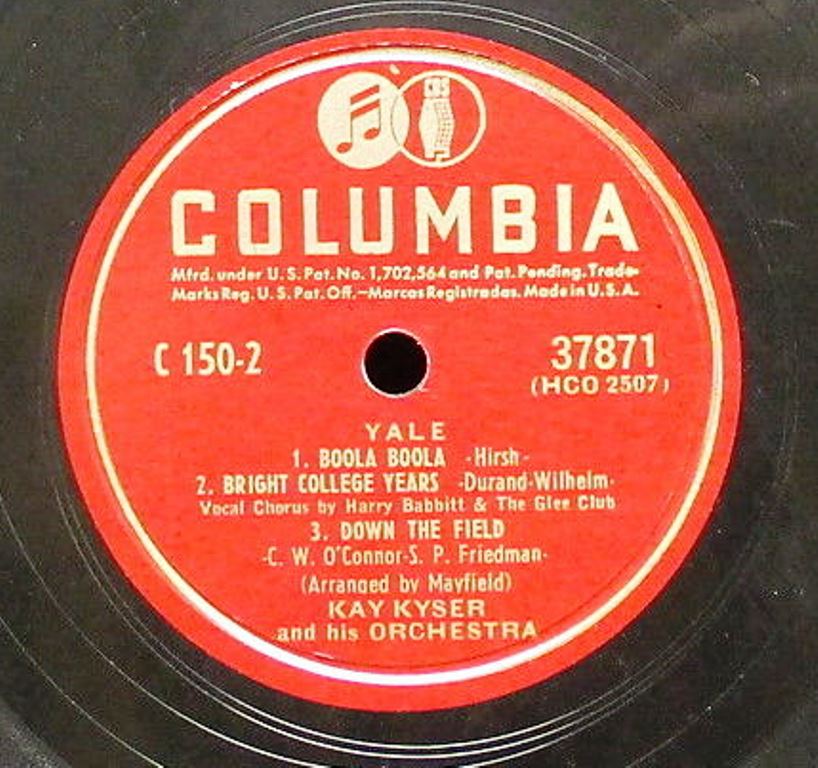 CBS
COLUMBIA
Mfrd. under U. S. Pat. No. 1,702,564 and Pat. Pending. Trade-
Marks Reg. U. S. Pat. Off.-Marcas Registradas. Made in U. S. A.
C 150-2
37871
(HCO 2507)
YALE
1. BOOLA BOOLA -Hirsh-
2. BRIGHT COLLEGE YEARS -Durand-Wilhelm-
Vocal Chorus by Harry Babbitt & The Glee Club
3. DOWN THE FIELD
-C. W. O'Connor-S. P. Friedman-
(Arranged by Mayfield)
KAY KYSER
and his ORCHESTRA